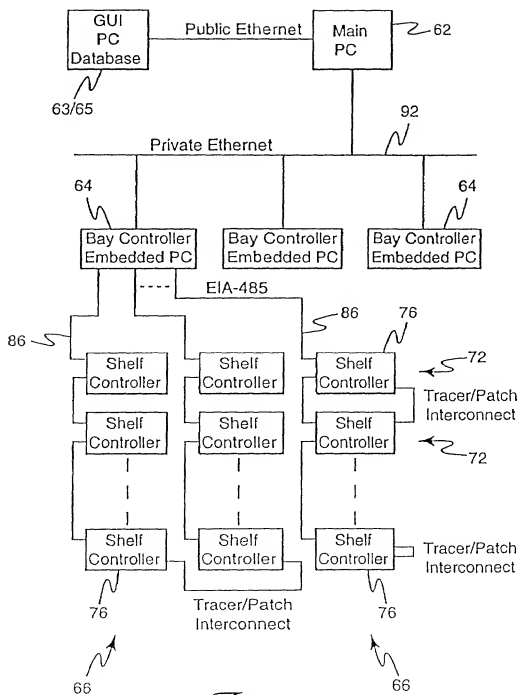 GUI
PC
Database
Public Ethernet
Main
PC
62
63/65
92
Private Ethernet
64
64
Bay Controller
Embedded PC
Bay Controller
Embedded PC
Bay Controller
Embedded PC
EIA-485
86
86
76
Shelf
Controller
Shelf
Controller
Shelf
Controller
72
Tracer/Patch
Interconnect
Shelf
Controller
Shelf
Controller
Shelf
Controller
72
Shelf
Controller
Shelf
Controller
Shelf
Controller
Tracer/Patch
Interconnect
76
Tracer/Patch
Interconnect
76
66
66